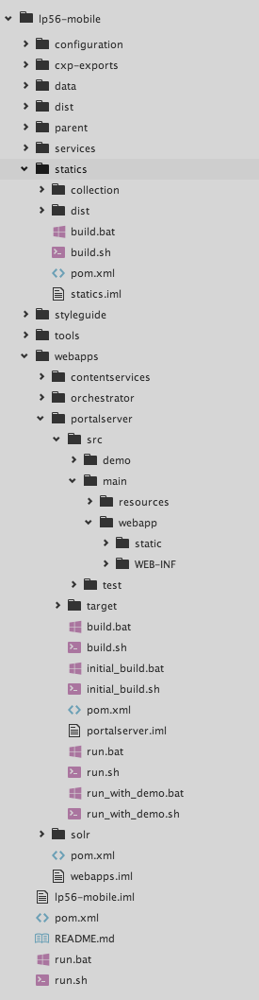 lp56-mobile
configuration
cxp-exports
data
dist
parent
services
statics
collection
dist
build.bat
build.sh
pom.xml
statics.iml
styleguide
tools
webapps
contentservices
orchestrator
portalserver
src
demo
main
resources
webapp
static
WEB-INF
test
target
build.bat
build.sh
initial_build.bat
initial_build.sh
pom.xml
portalserver.iml
run.bat
run.sh
run_with_demo.bat
run_with_demo.sh
solr
pom.xml
webapps.iml
lp56-mobile.iml
pom.xml
README.md
run.bat
run.sh